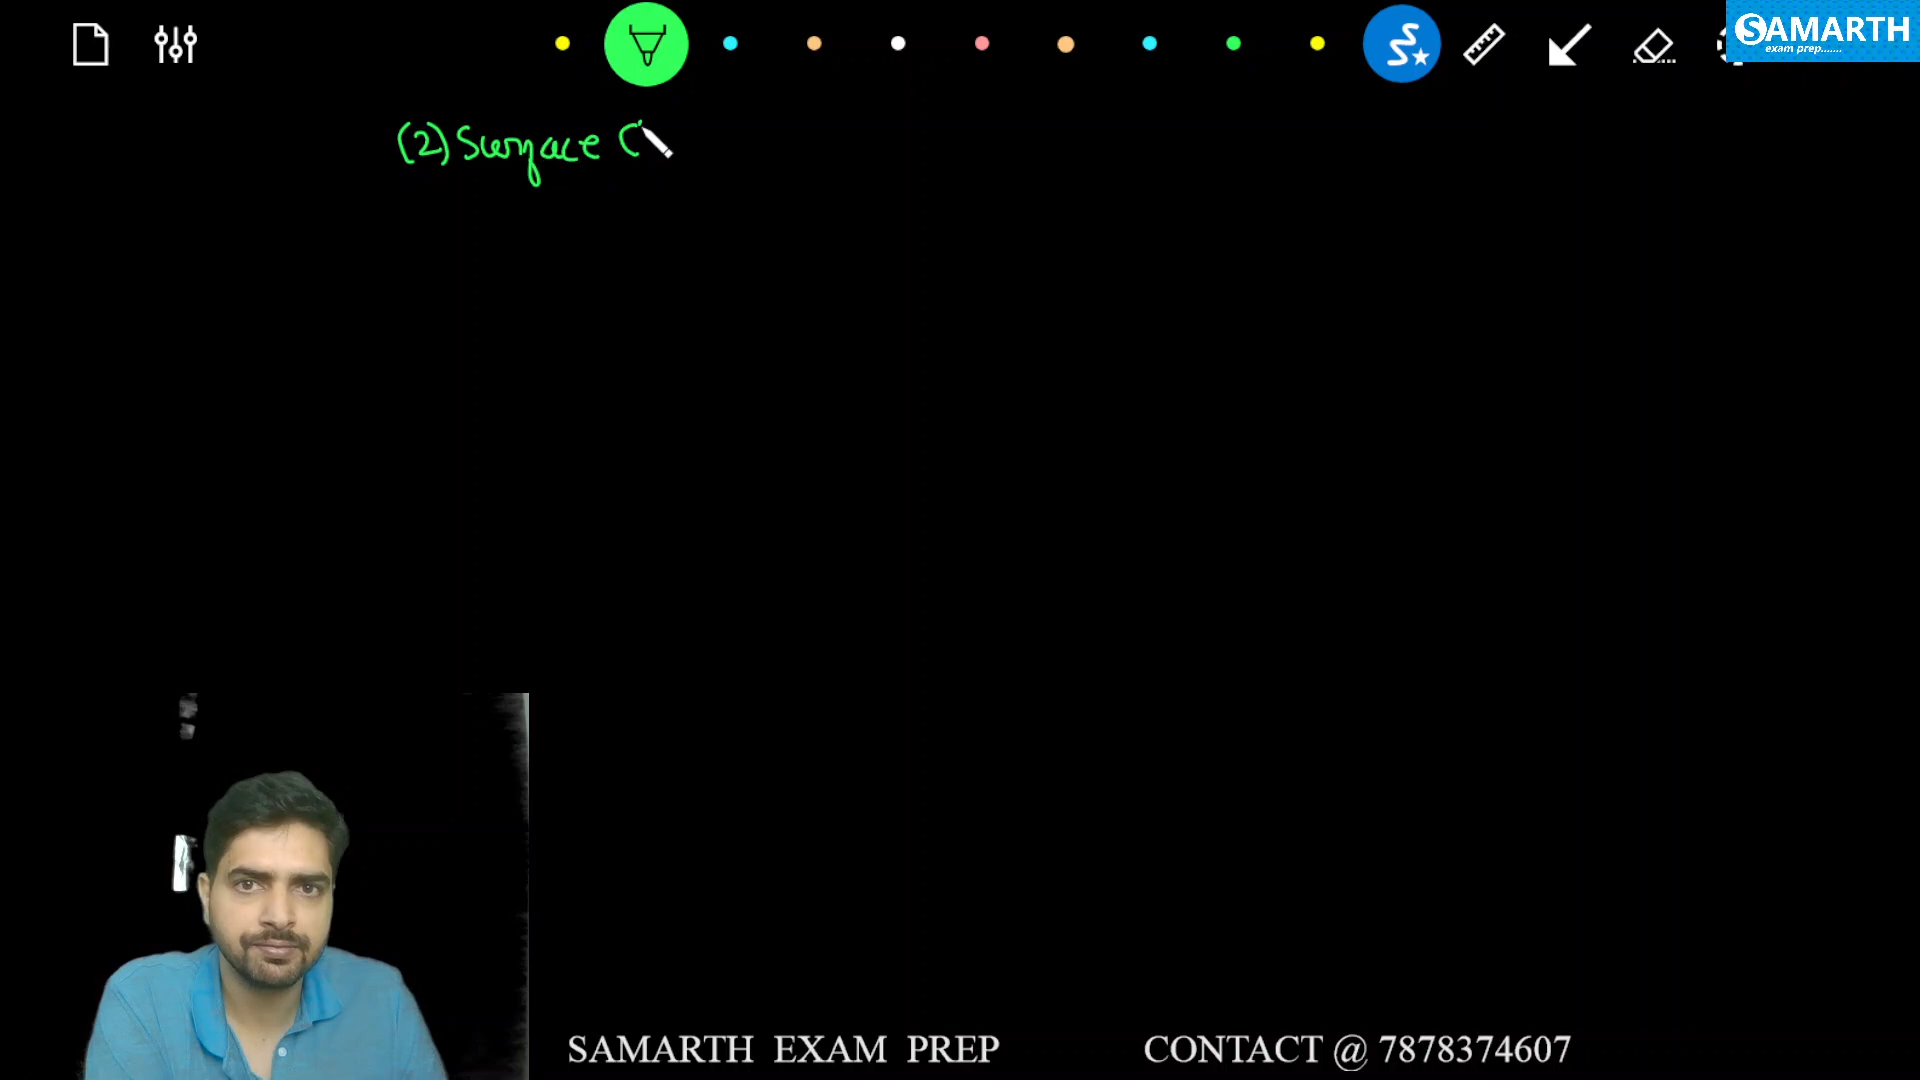 SAMARTH
exam prep.......
(2) Surface C
SAMARTH EXAM PREP CONTACT @ 7878374607